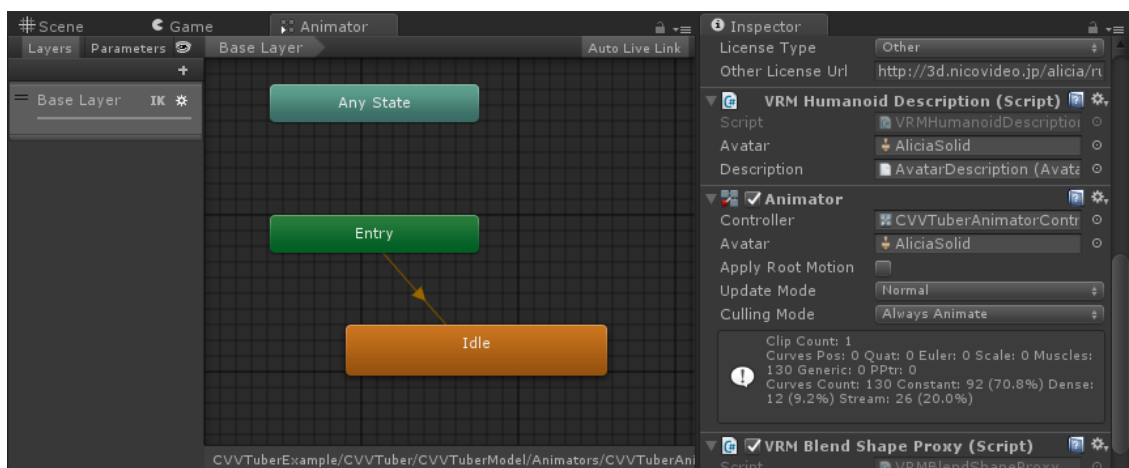 Scene
Game
Animator
Layers Parameters
Base Layer
Auto Live Link
+
Base Layer IK
Any State
Entry
Idle
CVVTuberExample/CVVTuber/CVVTuberModel/Animators/CVVTuberAni
Inspector
License Type Other
Other License Url http://3d.nicovideo.jp/alicia/ru
VRM Humanoid Description (Script)
Script VRMHumanoidDescription
Avatar AliciaSolid
Description AvatarDescription (Avata
Animator
Controller CVVTuberAnimatorContr
Avatar AliciaSolid
Apply Root Motion
Update Mode Normal
Culling Mode Always Animate
Clip Count: 1
Curves Pos: 0 Quat: 0 Euler: 0 Scale: 0 Muscles:
130 Generic: 0 PPtr: 0
Curves Count: 130 Constant: 92 (70.8%) Dense:
12 (9.2%) Stream: 26 (20.0%)
VRM Blend Shape Proxy (Script)
Script VRMBlendShapeProxy